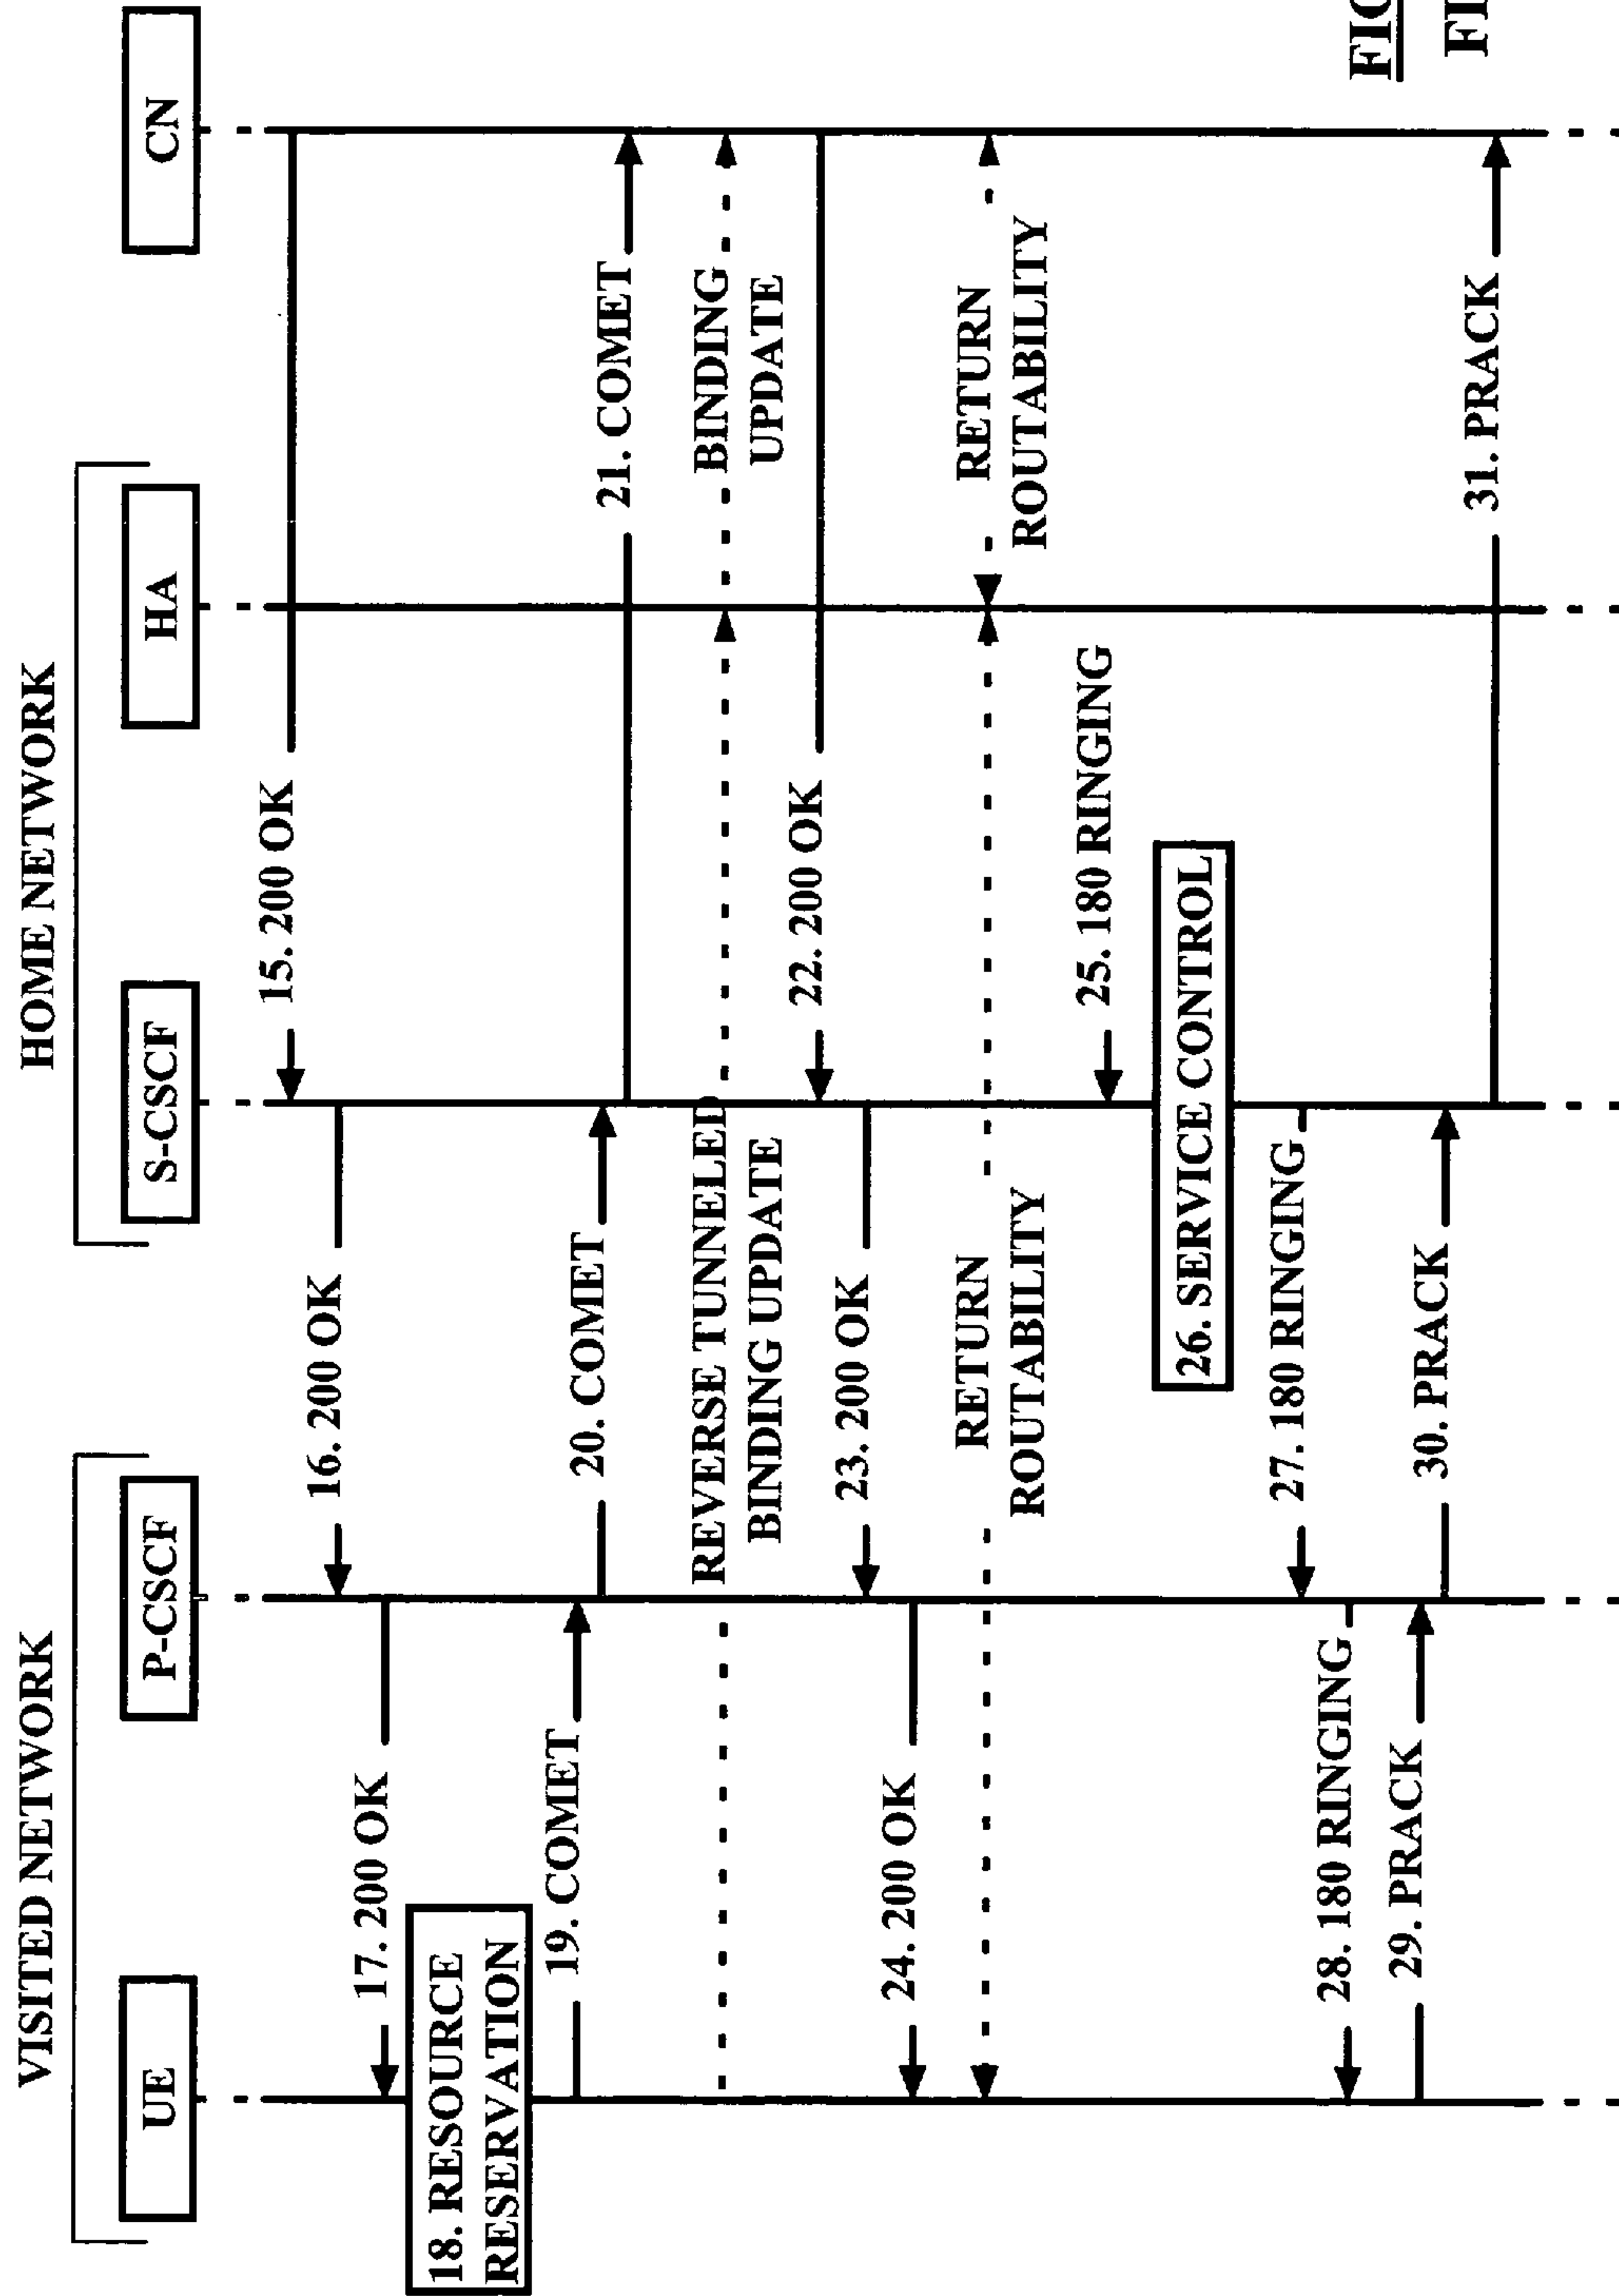 VISITED NETWORK
HOME NETWORK
UE
P-CSCF
S-CSCF
HA
CN
15. 200 OK
16. 200 OK
17. 200 OK
18. RESOURCE
RESERVATION
19. COMET
20. COMET
21. COMET
REVERSE TUNNELED
BINDING UPDATE
BINDING
UPDATE
22. 200 OK
23. 200 OK
24. 200 OK
RETURN
ROUTABILITY
RETURN
ROUTABILITY
25. 180 RINGING
26. SERVICE CONTROL
27. 180 RINGING
28. 180 RINGING
29. PRACK
30. PRACK
31. PRACK